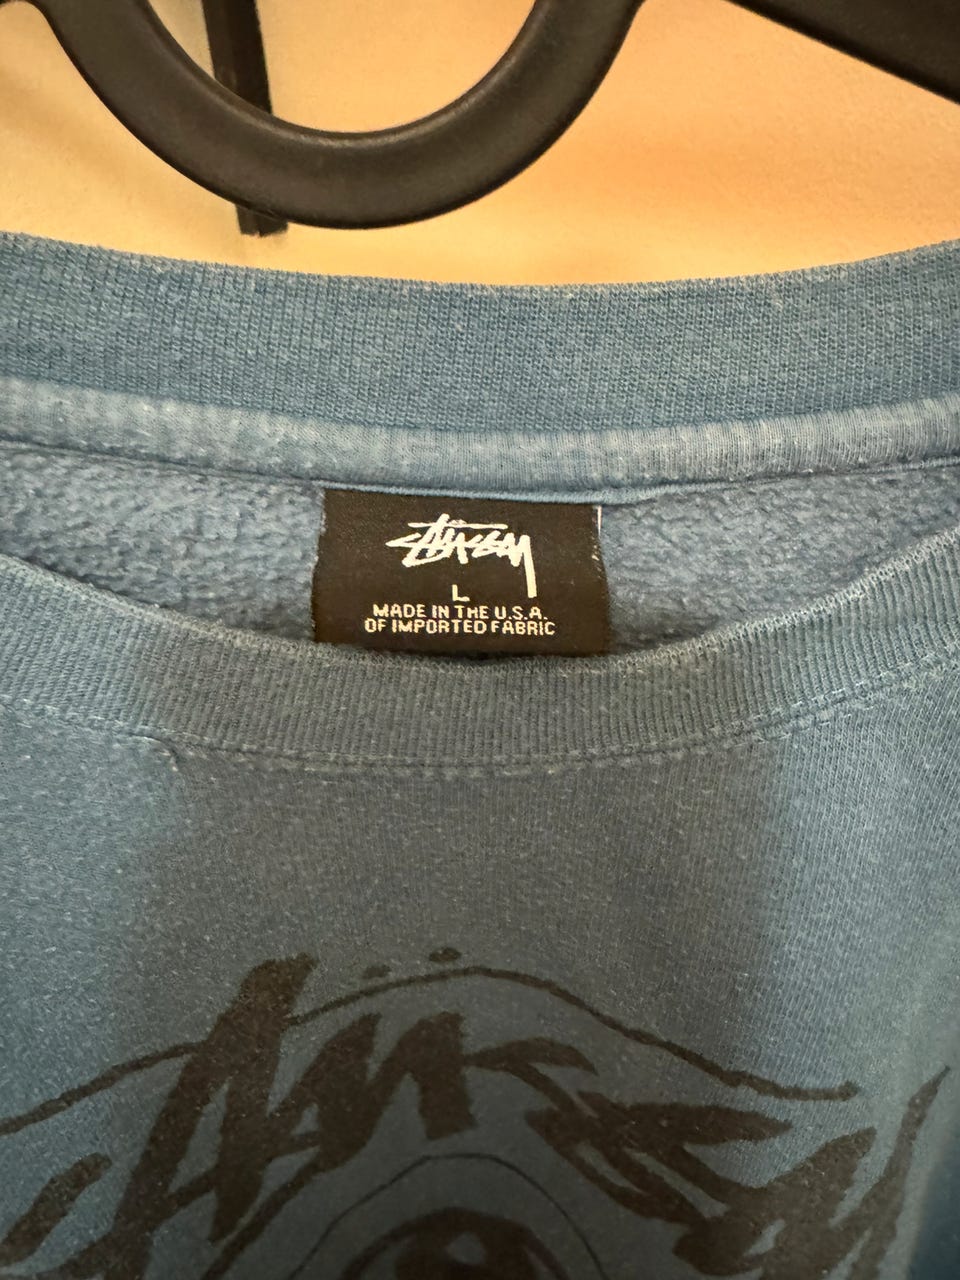 STÜSSY
L
MADE IN THE U.S.A.
OF IMPORTED FABRIC